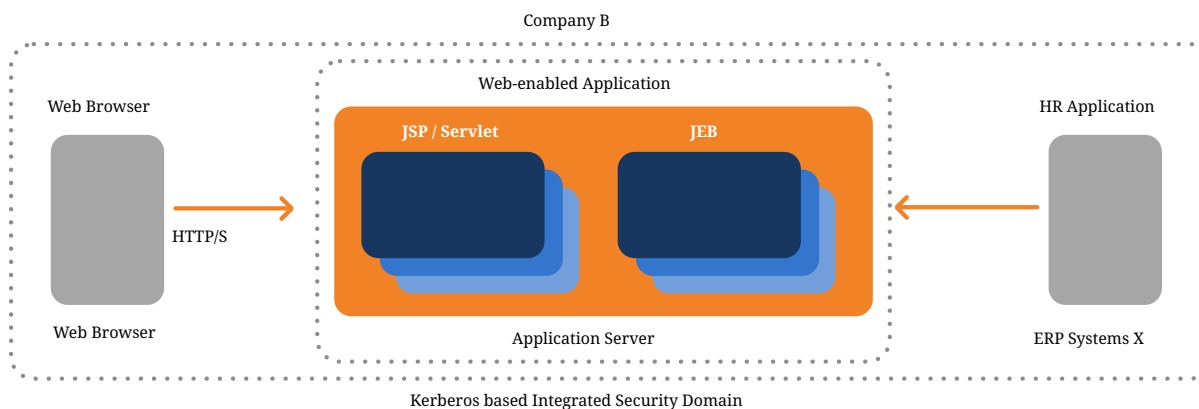 Company B
Web-enabled Application
Web Browser
HR Application
JSP / Servlet
JEB
HTTP/S
Web Browser
Application Server
ERP Systems X
Kerberos based Integrated Security Domain